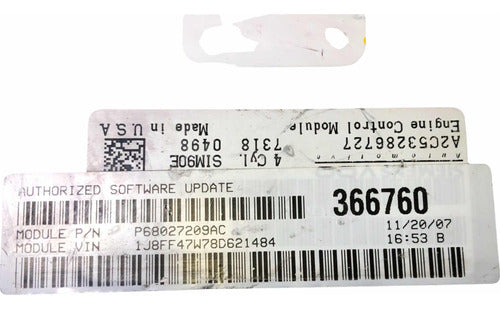 A2C53286727
Engine Control Module
4 Cyl. SIM90E
7318 0498
Made in U.S.A
AUTHORIZED SOFTWARE UPDATE
366760
MODULE P/N P68027209AC
11/20/07
MODULE VIN 1J8FF47W78D621484
16:53 B